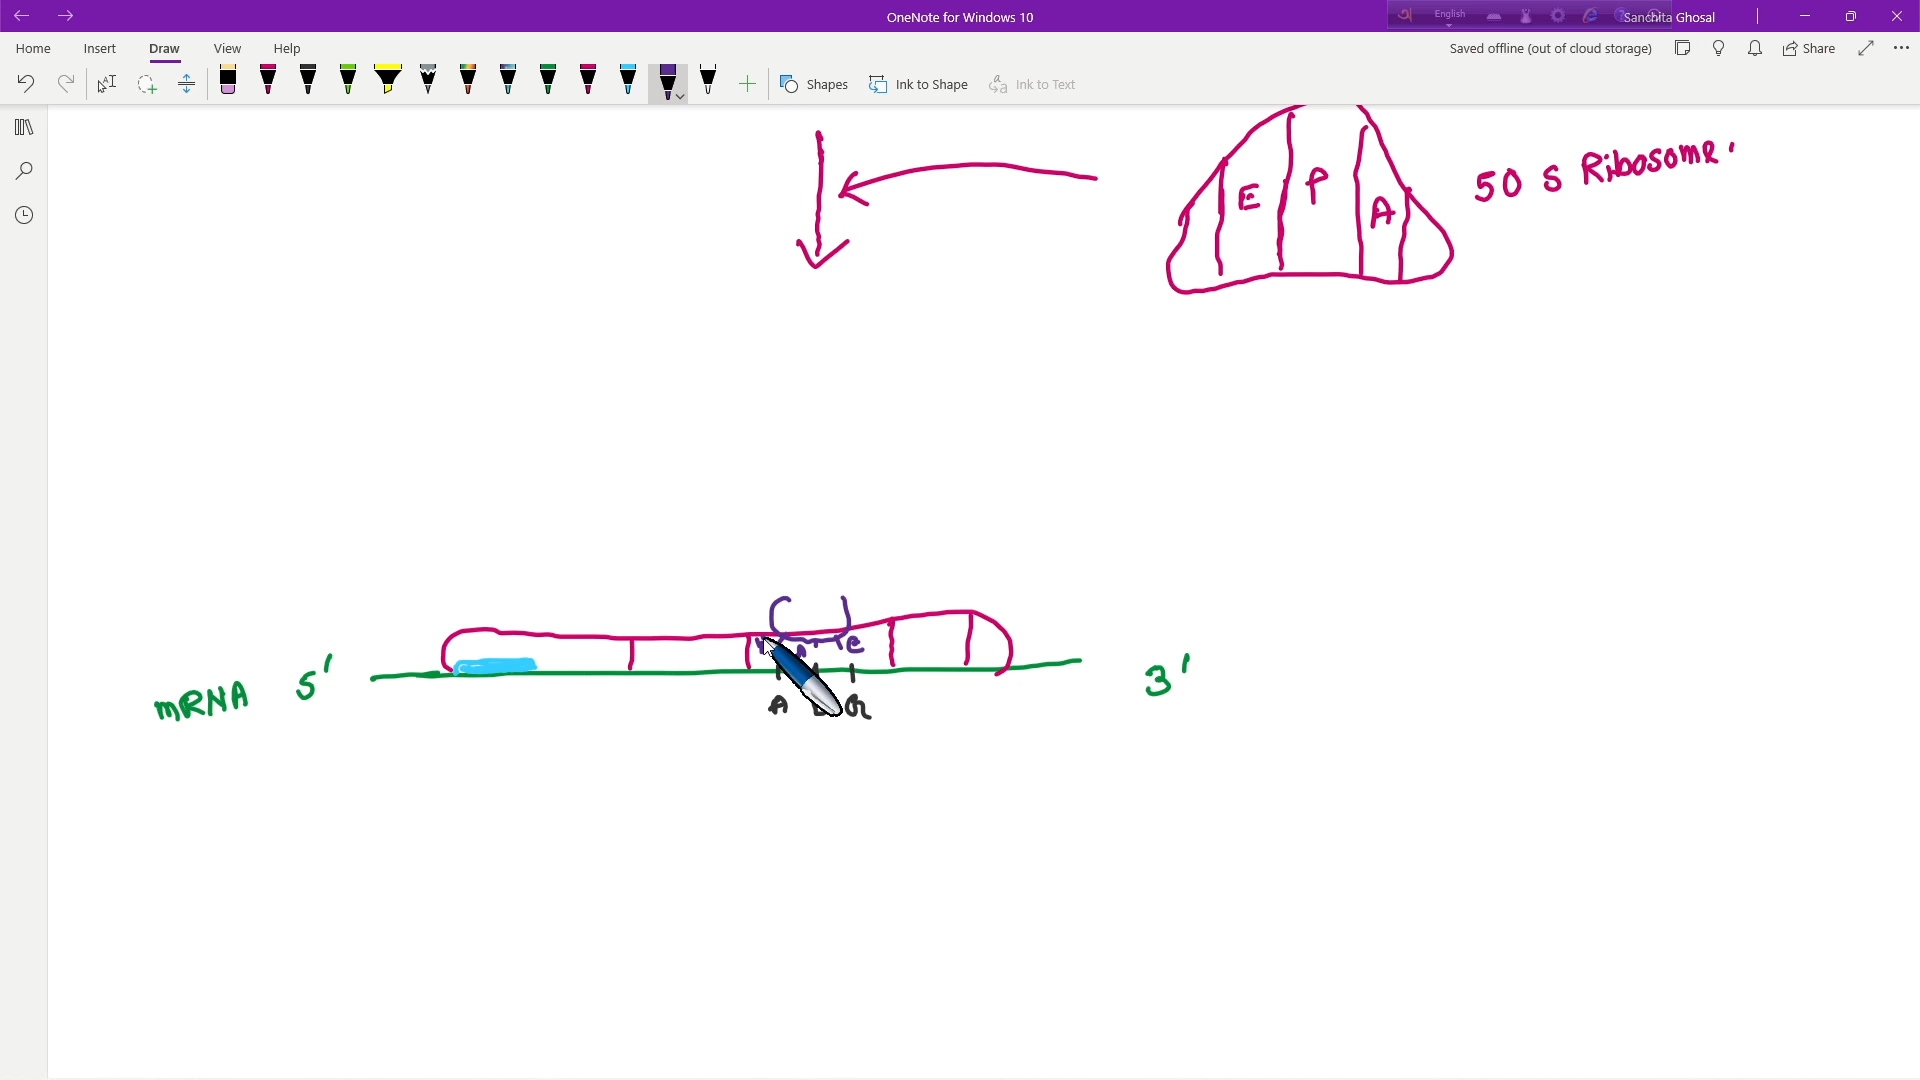 OneNote for Windows 10
English
Sanchita Ghosal
Home Insert Draw View Help
Saved offline (out of cloud storage)
Share
Shapes
Ink to Shape
Ink to Text
E P A
50 S Ribosome
mRNA 5' 3'
A G